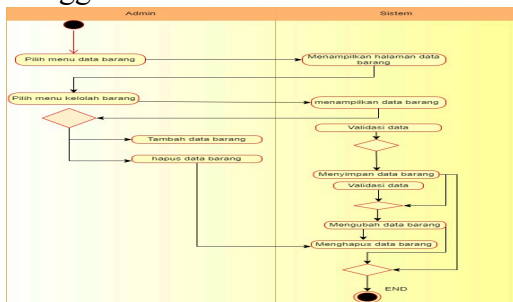 Admin
Sistem
Pilih menu data barang
Menampilkan halaman data
barang
Pilih menu kelolah barang
menampilkan data barang
Validasi data
Tambah data barang
hapus data barang
Menyimpan data barang
Validasi data
Mengubah data barang
Menghapus data barang
END